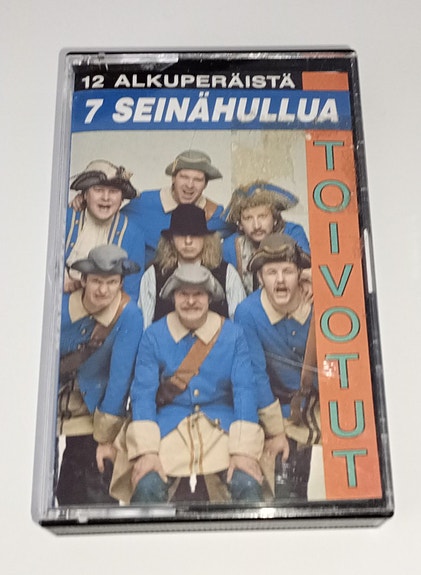 12 ALKUPERÄISTÄ
7 SEINÄHULLUA
TOIVOTUT